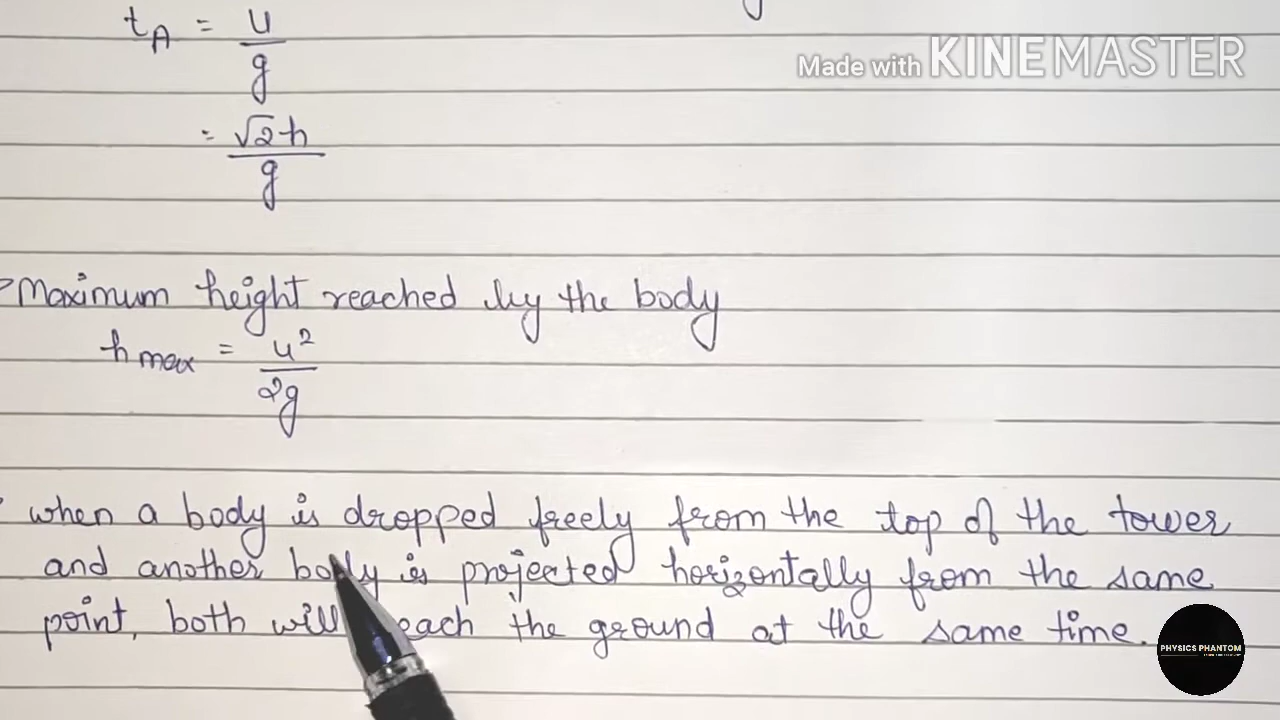 t_A = u/g
Made with KINEMASTER
= √2h/g
Maximum height reached by the body
h max = u²/2g
when a body is dropped freely from the top of the tower
and another body is projected horizontally from the same
point, both will reach the ground at the same time.
PHYSICS PHANTOM